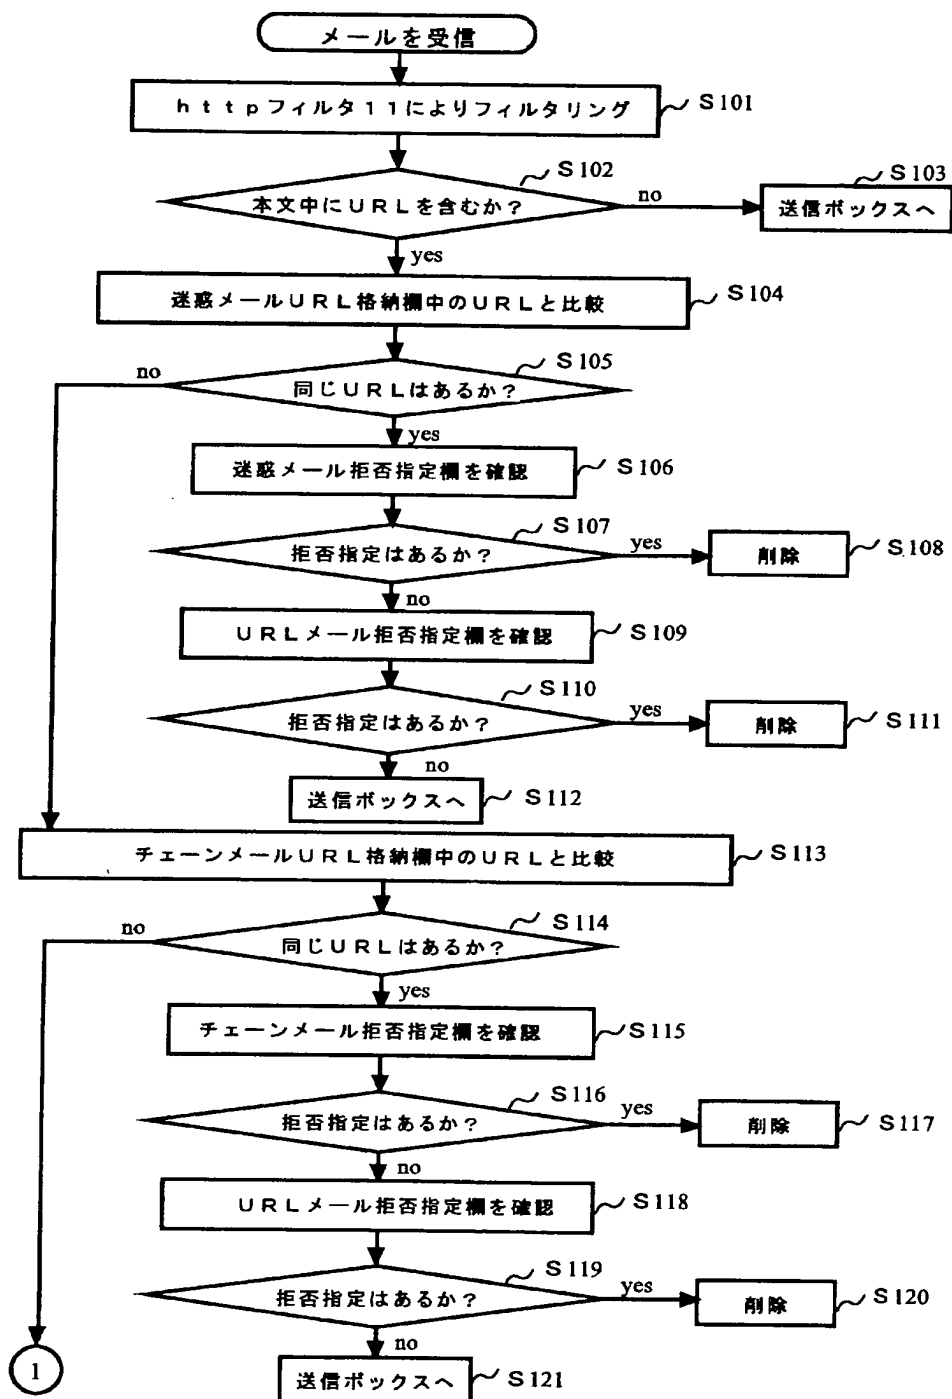 メールを受信
httpフィルタ11によりフィルタリング
S101
本文中にURLを含むか?
S102
no
S103
送信ボックスへ
yes
迷惑メールURL格納欄中のURLと比較
S104
同じURLはあるか?
S105
no
yes
迷惑メール拒否指定欄を確認
S106
拒否指定はあるか?
S107
yes
削除
S108
no
URLメール拒否指定欄を確認
S109
拒否指定はあるか?
S110
yes
削除
S111
no
送信ボックスへ
S112
チェーンメールURL格納欄中のURLと比較
S113
同じURLはあるか?
S114
no
yes
チェーンメール拒否指定欄を確認
S115
拒否指定はあるか?
S116
yes
削除
S117
no
URLメール拒否指定欄を確認
S118
拒否指定はあるか?
S119
yes
削除
S120
no
送信ボックスへ
S121
1